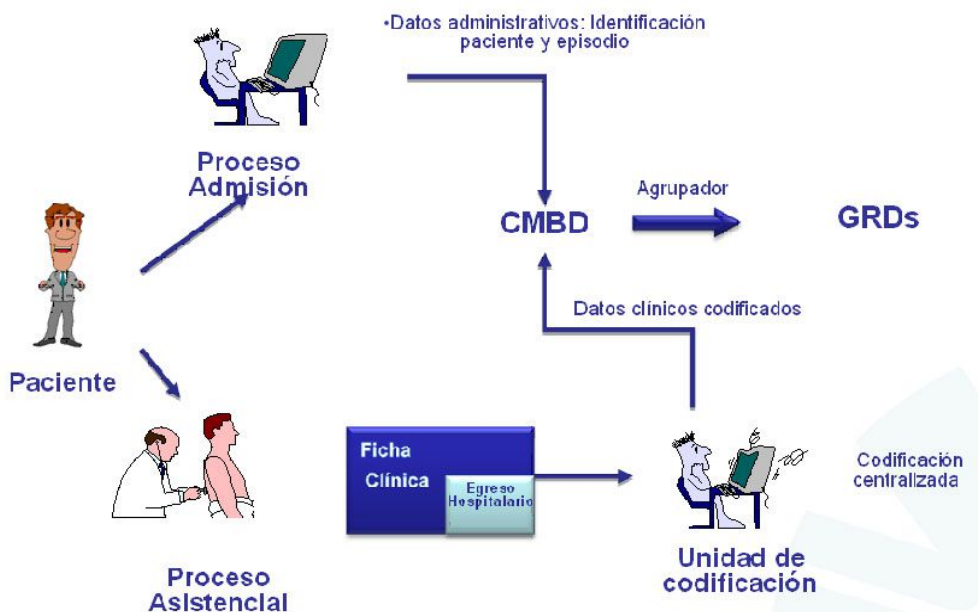 •Datos administrativos: Identificación
paciente y episodio
Proceso
Admisión
CMBD
Agrupador
GRDs
Datos clínicos codificados
Paciente
Ficha
Clínica
Egreso
Hospitalario
Codificación
centralizada
Proceso
Asistencial
Unidad de
codificación